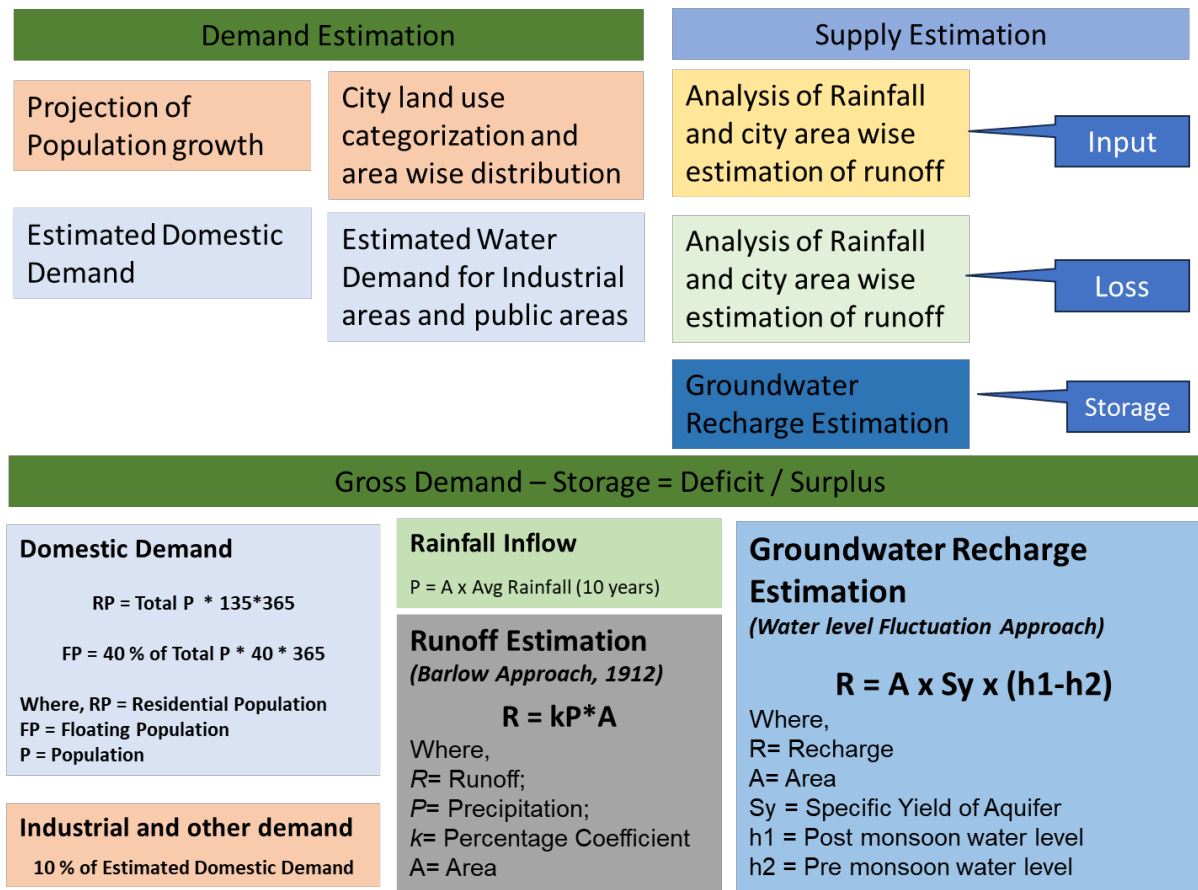 Demand Estimation
Supply Estimation
Projection of
Population growth
City land use
categorization and
area wise distribution
Analysis of Rainfall
and city area wise
estimation of runoff
Input
Estimated Domestic
Demand
Estimated Water
Demand for Industrial
areas and public areas
Analysis of Rainfall
and city area wise
estimation of runoff
Loss
Groundwater
Recharge Estimation
Storage
Gross Demand – Storage = Deficit / Surplus
Domestic Demand
RP = Total P * 135*365
FP = 40 % of Total P * 40 * 365
Where, RP = Residential Population
FP = Floating Population
P = Population
Industrial and other demand
10 % of Estimated Domestic Demand
Rainfall Inflow
P = A x Avg Rainfall (10 years)
Runoff Estimation
(Barlow Approach, 1912)
R = kP*A
Where,
R= Runoff;
P= Precipitation;
k= Percentage Coefficient
A= Area
Groundwater Recharge
Estimation
(Water level Fluctuation Approach)
R = A x Sy x (h1-h2)
Where,
R= Recharge
A= Area
Sy = Specific Yield of Aquifer
h1 = Post monsoon water level
h2 = Pre monsoon water level